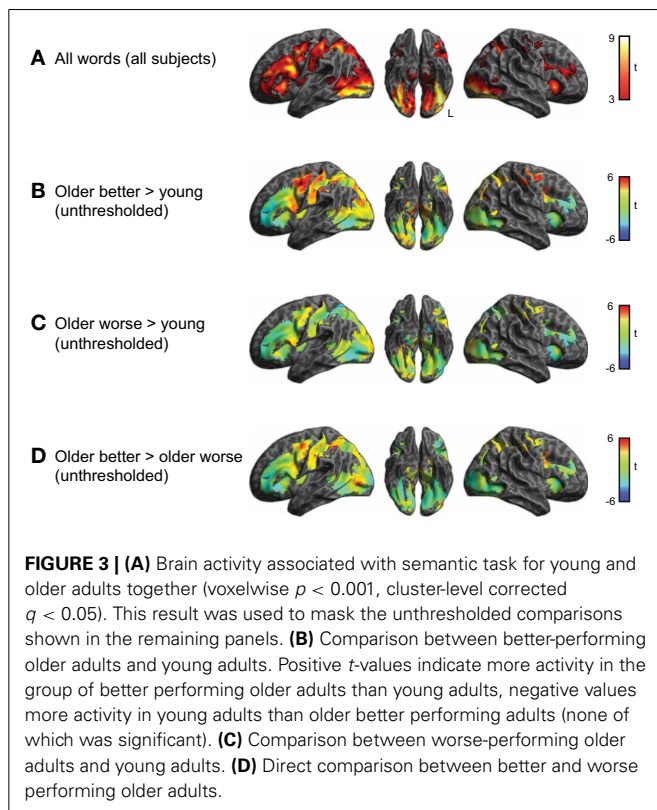 A All words (all subjects)
9
t
3
L
B Older better > young
(unthresholded)
6
t
-6
C Older worse > young
(unthresholded)
6
t
-6
D Older better > older worse
(unthresholded)
6
t
-6
FIGURE 3 | (A) Brain activity associated with semantic task for young and
older adults together (voxelwise p < 0.001, cluster-level corrected
q < 0.05). This result was used to mask the unthresholded comparisons
shown in the remaining panels. (B) Comparison between better-performing
older adults and young adults. Positive t-values indicate more activity in the
group of better performing older adults than young adults, negative values
more activity in young adults than older better performing adults (none of
which was significant). (C) Comparison between worse-performing older
adults and young adults. (D) Direct comparison between better and worse
performing older adults.